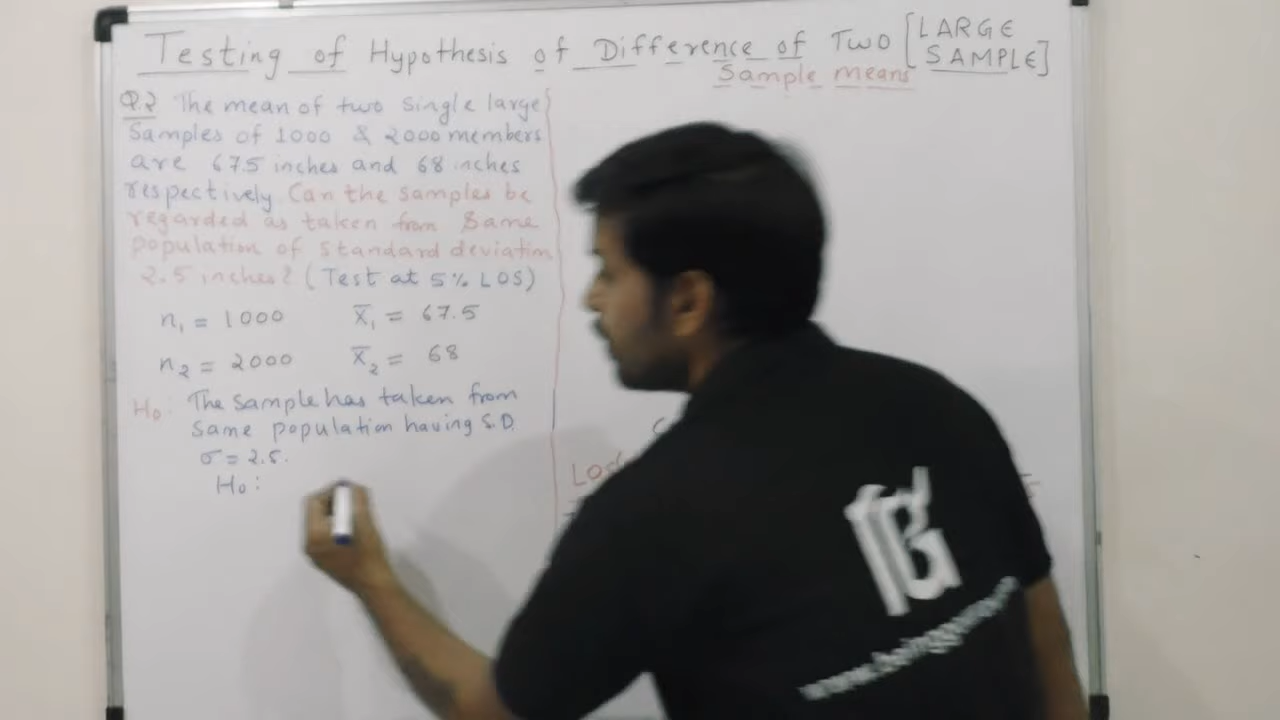 Testing of Hypothesis of Difference of Two [LARGE SAMPLE]
Sample means
Q.2 The mean of two single large
Samples of 1000 & 2000 members
are 67.5 inches and 68 inches
respectively. Can the samples be
regarded as taken from Same
population of standard deviation
2.5 inches? (Test at 5% LOS)
n₁ = 1000 x̄₁ = 67.5
n₂ = 2000 x̄₂ = 68
H₀: The sample has taken from
same population having S.D.
σ = 2.5.
H₀:
LOS